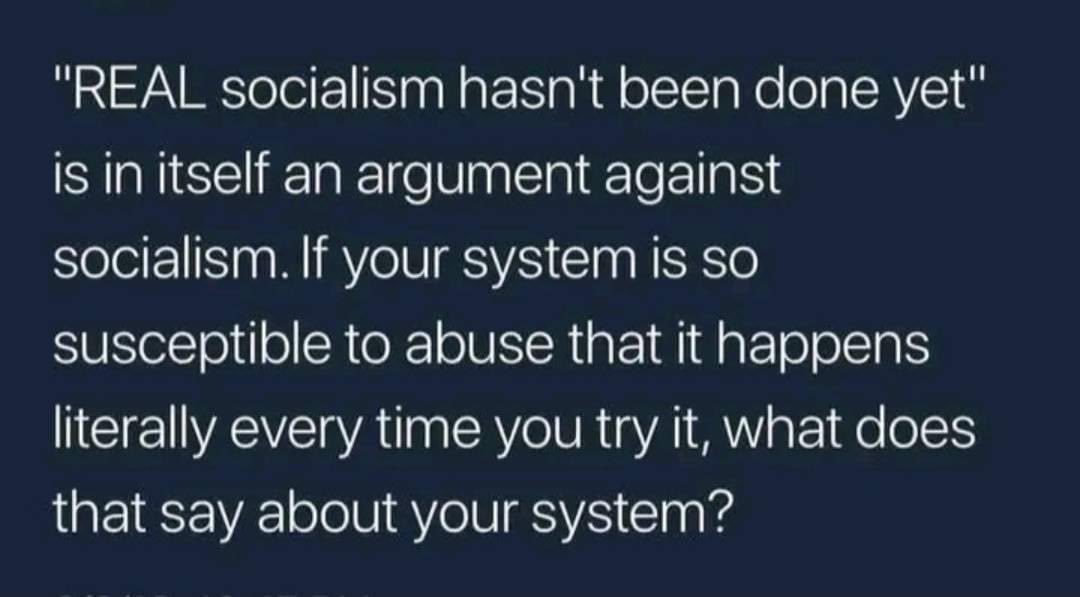 "REAL socialism hasn't been done yet"
is in itself an argument against
socialism. If your system is so
susceptible to abuse that it happens
literally every time you try it, what does
that say about your system?